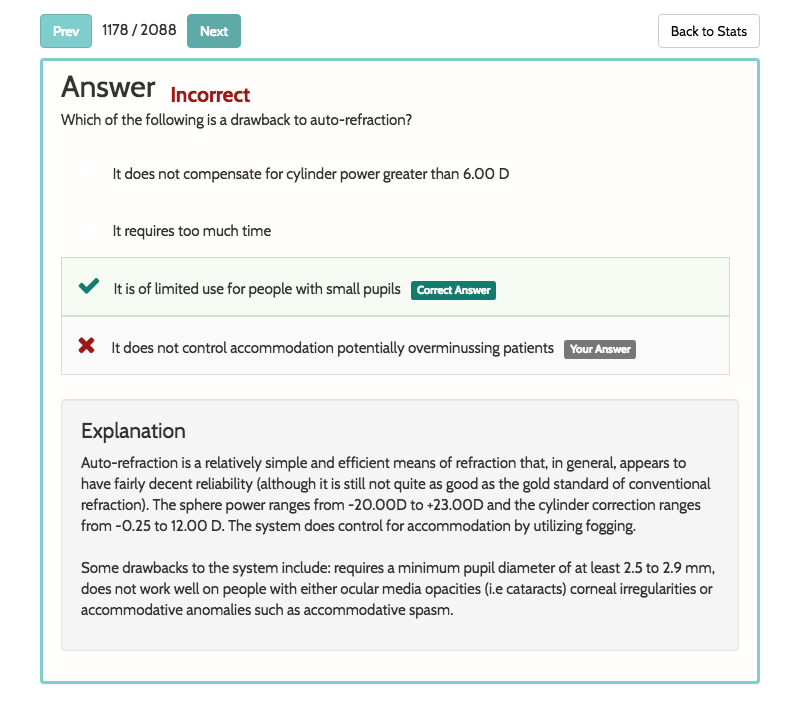 Prev 1178 / 2088 Next Back to Stats
Answer Incorrect
Which of the following is a drawback to auto-refraction?
It does not compensate for cylinder power greater than 6.00 D
It requires too much time
It is of limited use for people with small pupils Correct Answer
It does not control accommodation potentially overminussing patients Your Answer
Explanation
Auto-refraction is a relatively simple and efficient means of refraction that, in general, appears to
have fairly decent reliability (although it is still not quite as good as the gold standard of conventional
refraction). The sphere power ranges from -20.00D to +23.00D and the cylinder correction ranges
from -0.25 to 12.00 D. The system does control for accommodation by utilizing fogging.
Some drawbacks to the system include: requires a minimum pupil diameter of at least 2.5 to 2.9 mm,
does not work well on people with either ocular media opacities (i.e cataracts) corneal irregularities or
accommodative anomalies such as accommodative spasm.